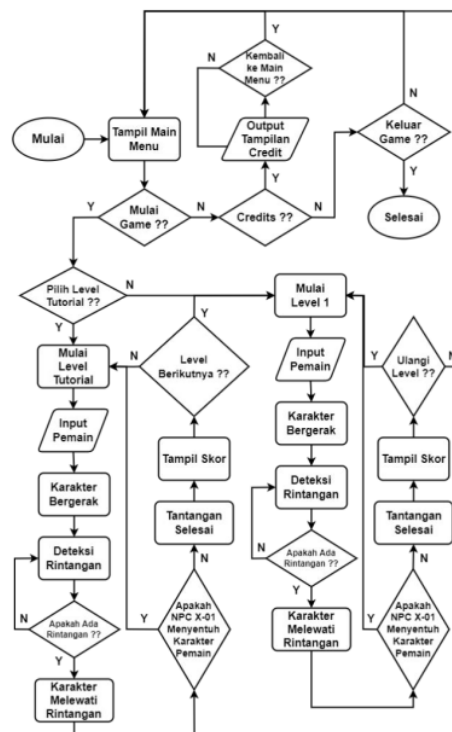 Kembali
ke Main
Menu ??
N
Y
Mulai
Tampil Main
Menu
Output
Tampilan
Credit
N
Keluar
Game ??
Y
Y
Mulai
Game ??
N
Credits ??
N
Y
Selesai
Pilih Level
Tutorial ??
N
Y
Mulai
Level Tutorial
Input
Pemain
Karakter
Bergerak
Deteksi
Rintangan
N
Apakah Ada
Rintangan ??
Y
Karakter
Melewati
Rintangan
Y
N
Level
Berikutnya ??
Tampil Skor
Tantangan
Selesai
N
Y
Apakah
NPC X-01
Menyentuh
Karakter
Pemain
Mulai
Level 1
Input
Pemain
Karakter
Bergerak
Deteksi
Rintangan
N
Apakah Ada
Rintangan ??
Y
Karakter
Melewati
Rintangan
Y
Ulangi
Level ??
N
Tampil Skor
Tantangan
Selesai
N
Y
Apakah
NPC X-01
Menyentuh
Karakter
Pemain